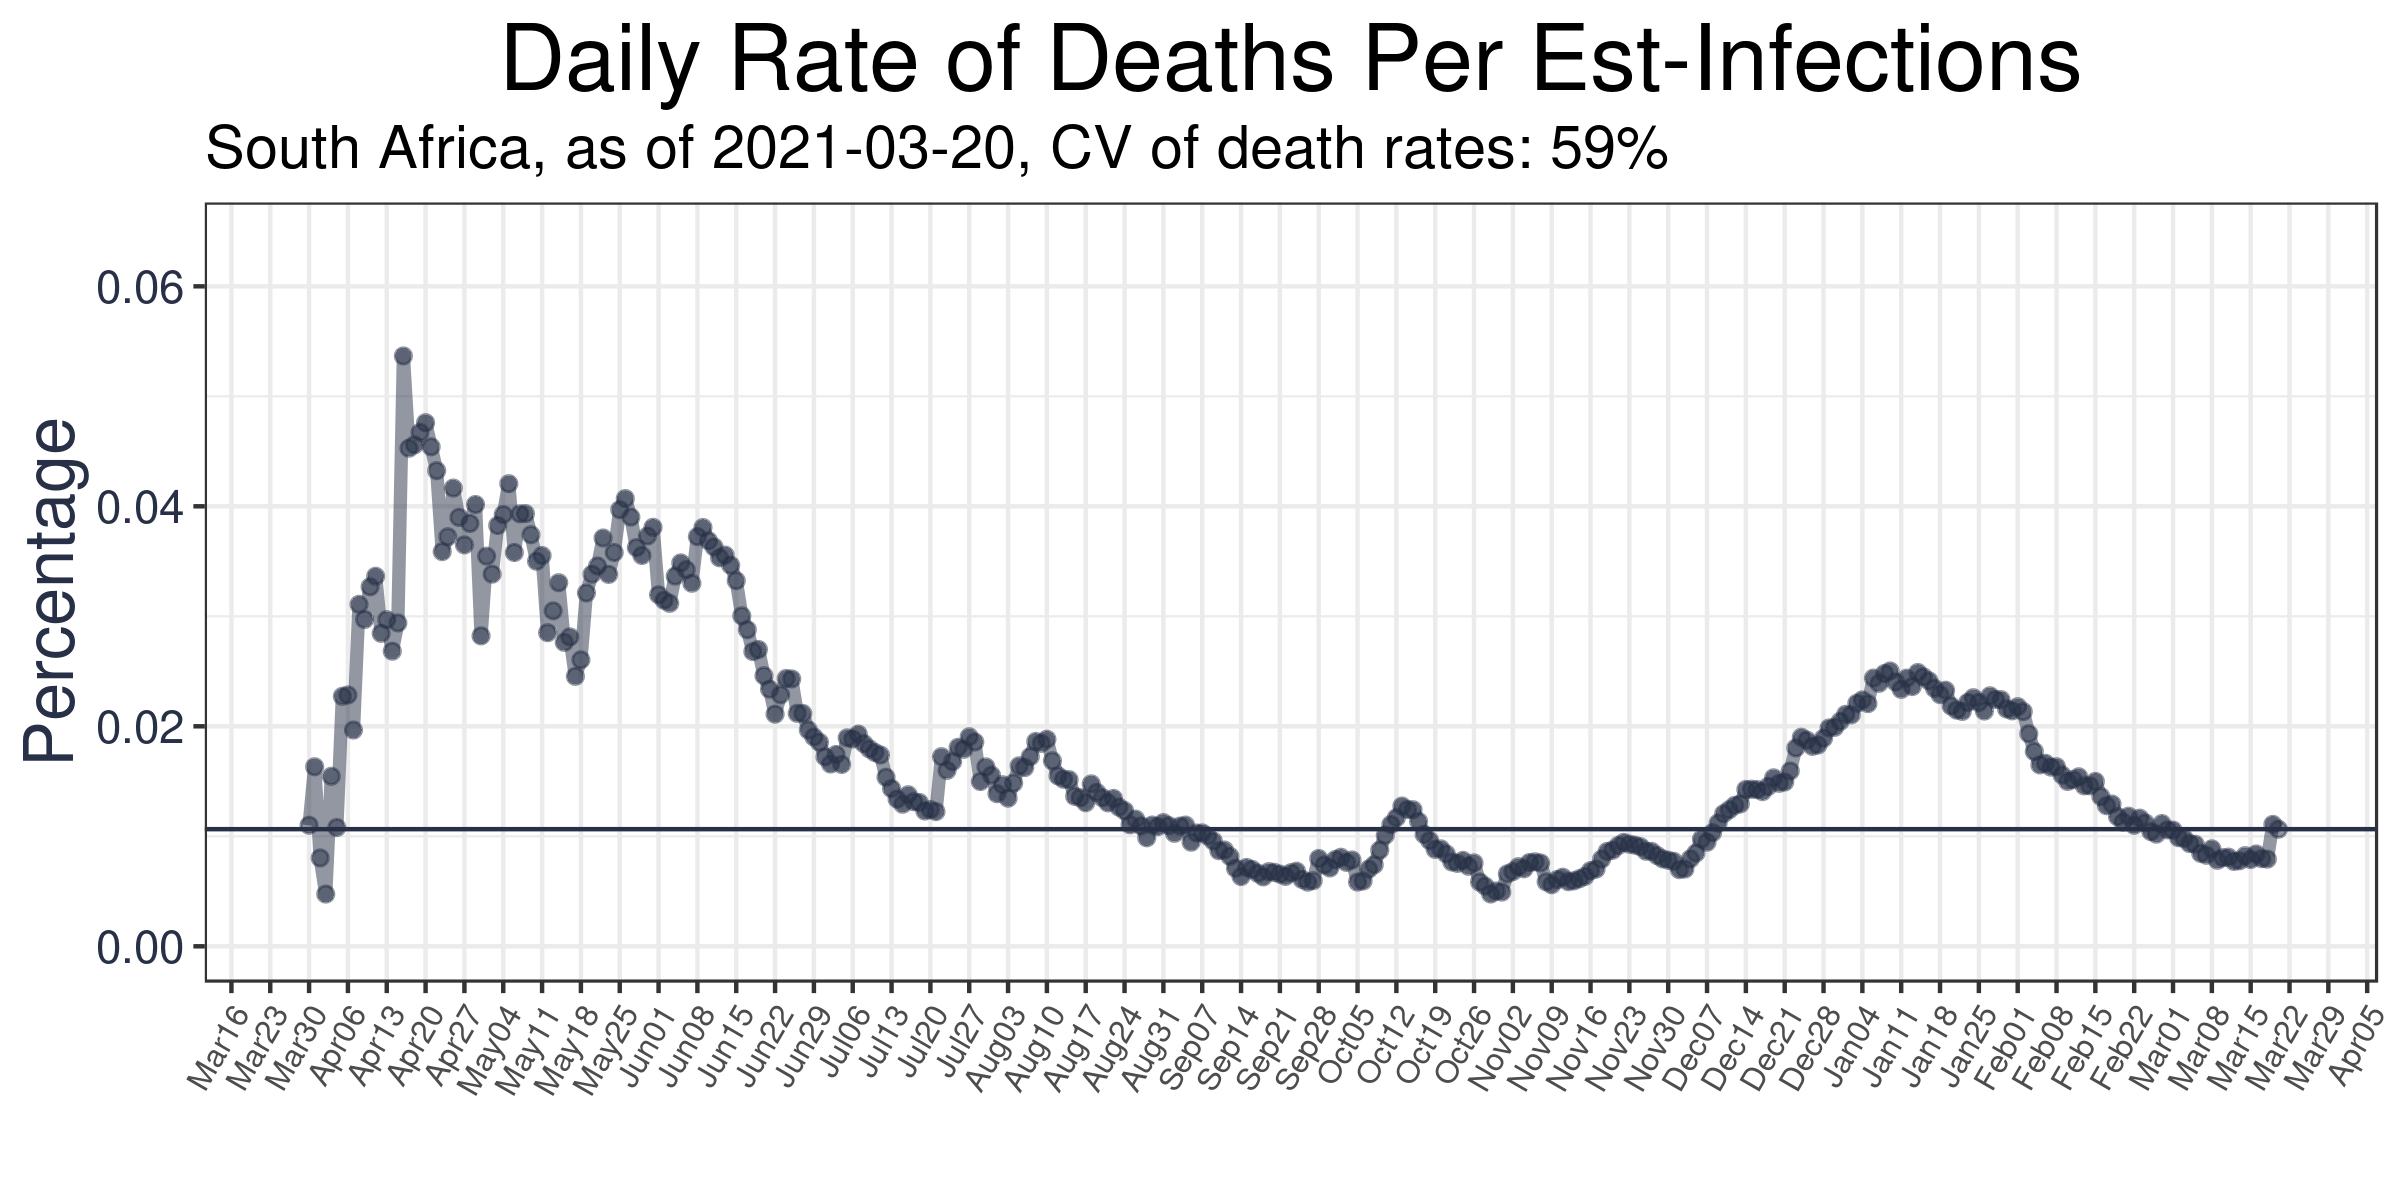 Daily Rate of Deaths Per Est-Infections
South Africa, as of 2021-03-20, CV of death rates: 59%
Percentage
0.06
0.04
0.02
0.00
Mar16 Mar23 Mar30 Apr06 Apr13 Apr20 Apr27 May04 May11 May18 May25 Jun01 Jun08 Jun15 Jun22 Jun29 Jul06 Jul13 Jul20 Jul27 Aug03 Aug10 Aug17 Aug24 Aug31 Sep07 Sep14 Sep21 Sep28 Oct05 Oct12 Oct19 Oct26 Nov02 Nov09 Nov16 Nov23 Nov30 Dec07 Dec14 Dec21 Dec28 Dec04 Jan11 Jan18 Jan25 Feb01 Feb08 Feb15 Feb22 Mar01 Mar08 Mar15 Mar22 Mar29 Apr05